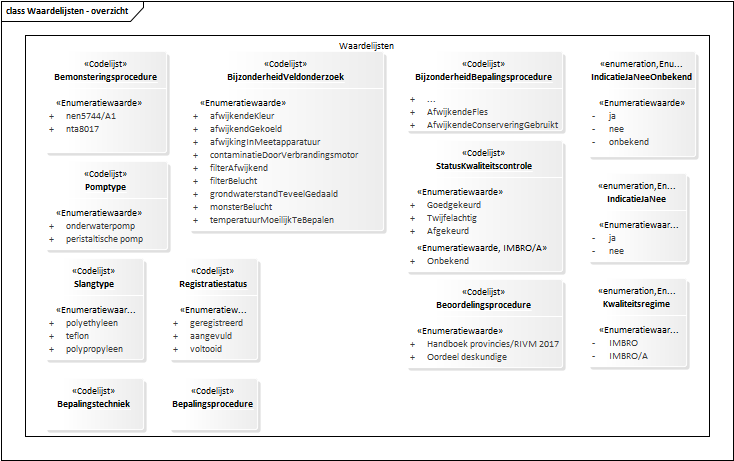 class Waardelijsten - overzicht
Waardelijsten
«Codelijst»
Bemonsteringsprocedure
«Enumeratiewaarde»
+ nen5744/A1
+ nta8017
«Codelijst»
BijzonderheidVeldonderzoek
«Enumeratiewaarde»
+ afwijkendeKleur
+ afwijkendGekoeld
+ afwijkingInMeetapparatuur
+ contaminatieDoorVerbrandingsmotor
+ filterAfwijkend
+ filterBelucht
+ grondwaterstandTeveelGedaald
+ monsterBelucht
+ temperatuurMoeilijkTeBepalen
«Codelijst»
BijzonderheidBepalingsprocedure
+ ...
+ AfwijkendeFles
+ AfwijkendeConserveringGebruikt
«enumeration,Enu...
IndicatieJaNeeOnbekend
«Enumeratiewaarde»
- ja
- nee
- onbekend
«Codelijst»
Pomptype
«Enumeratiewaarde»
+ onderwaterpomp
+ peristaltische pomp
«Codelijst»
StatusKwaliteitscontrole
«Enumeratiewaarde»
+ Goedgekeurd
+ Twijfelachtig
+ Afgekeurd
«Enumeratiewaarde, IMBRO/A»
+ Onbekend
«enumeration,En...
IndicatieJaNee
«Enumeratiewaar...
- ja
- nee
«Codelijst»
Slangtype
«Enumeratiewaar...
+ polyethyleen
+ teflon
+ polypropyleen
«Codelijst»
Registratiestatus
«Enumeratiew...
+ geregistreerd
+ aangevuld
+ voltooid
«Codelijst»
Beoordelingsprocedure
«Enumeratiewaarde»
+ Handboek provincies/RIVM 2017
+ Oordeel deskundige
«enumeration,En...
Kwaliteitsregime
«Enumeratiewaar...
- IMBRO
- IMBRO/A
«Codelijst»
Bepalingstechniek
«Codelijst»
Bepalingsprocedure